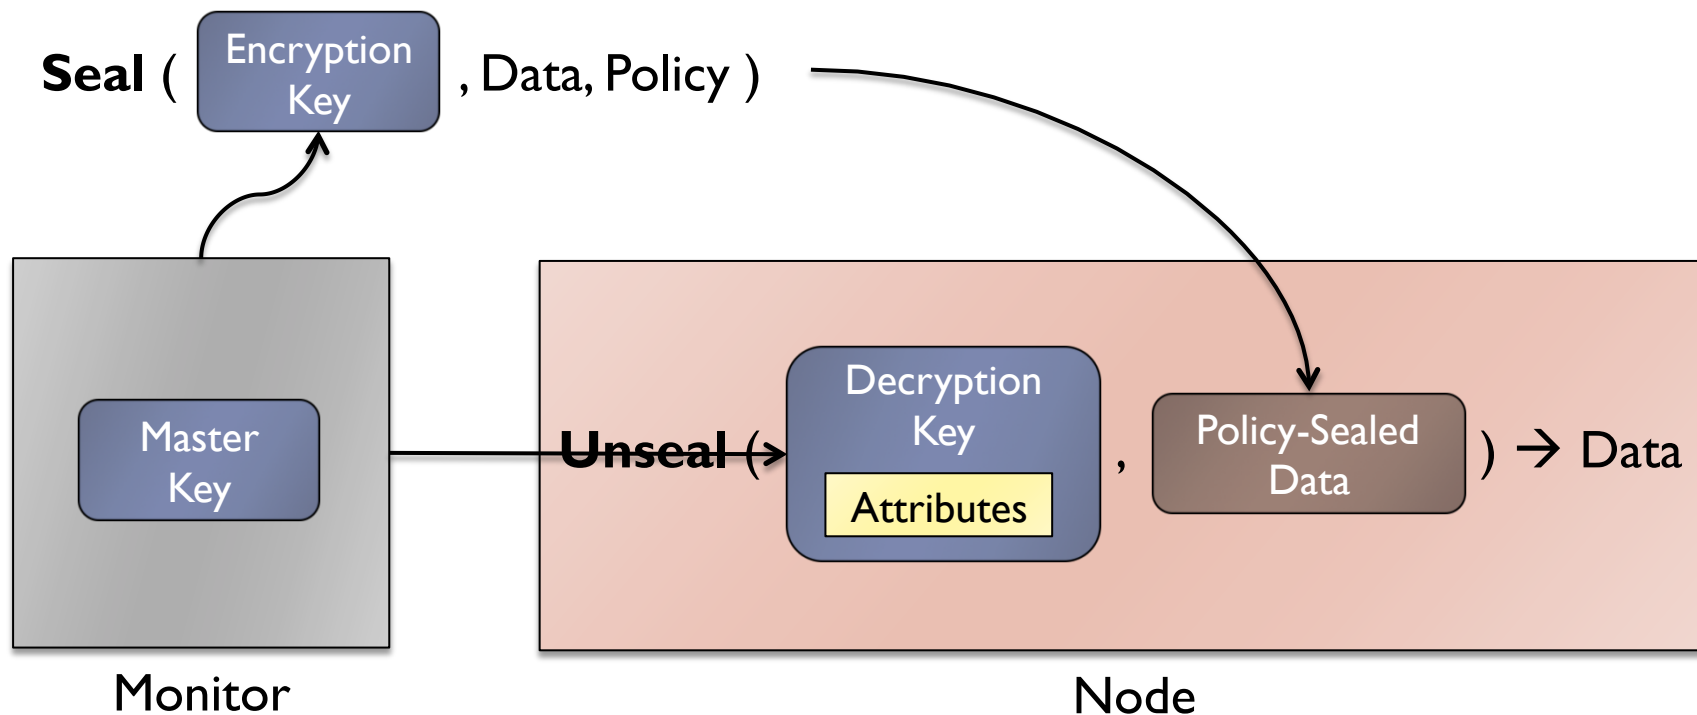 Seal ( Encryption Key , Data, Policy )
Master
Key
Unseal ( Decryption Key Attributes , Policy-Sealed Data ) → Data
Monitor
Node